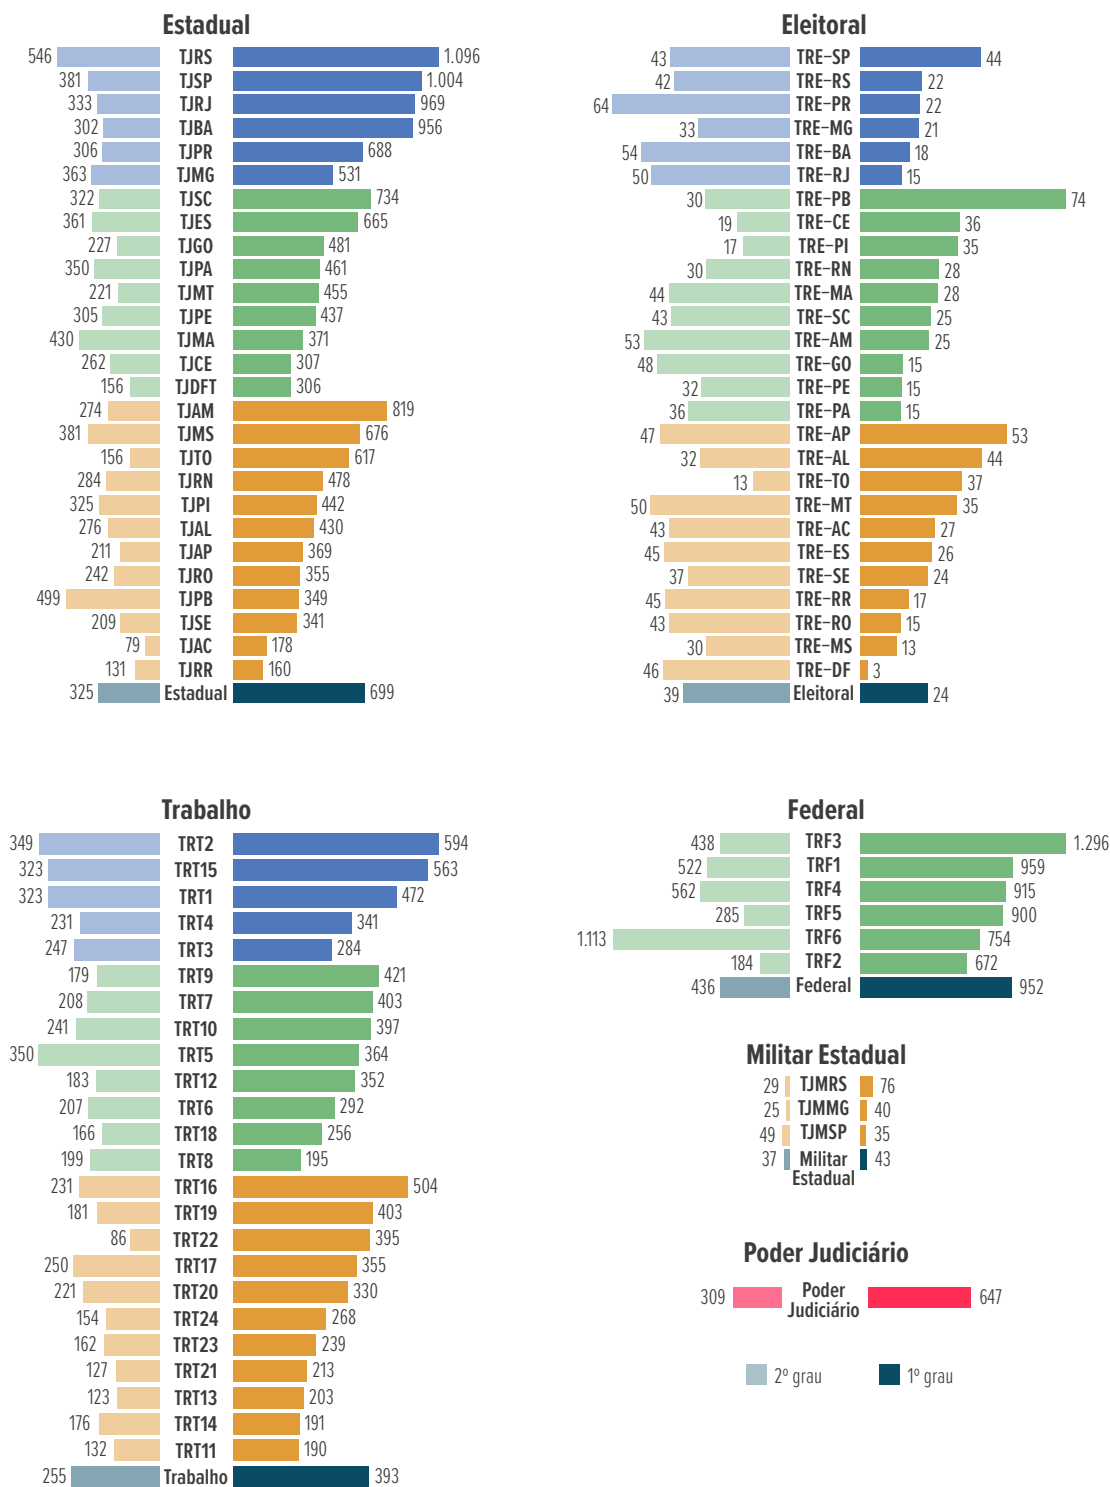 Estadual
546 TJRS 1.096
381 TJSP 1.004
333 TJRJ 969
302 TJBA 956
306 TJPR 688
363 TJMG 531
322 TJSC 734
361 TJES 665
227 TJGO 481
350 TJPA 461
221 TJMT 455
305 TJPE 437
430 TJMA 371
262 TJCE 307
156 TJDFT 306
274 TJAM 819
381 TJMS 676
156 TJTO 617
284 TJRN 478
325 TJPI 442
276 TJAL 430
211 TJAP 369
242 TJRO 355
499 TJPB 349
209 TJSE 341
79 TJAC 178
131 TJRR 160
325 Estadual 699
Eleitoral
43 TRE-SP 44
42 TRE-RS 22
64 TRE-PR 22
33 TRE-MG 21
54 TRE-BA 18
50 TRE-RJ 15
30 TRE-PB 74
19 TRE-CE 36
17 TRE-PI 35
30 TRE-RN 28
44 TRE-MA 28
43 TRE-SC 25
53 TRE-AM 25
48 TRE-GO 15
32 TRE-PE 15
36 TRE-PA 15
47 TRE-AP 53
32 TRE-AL 44
13 TRE-TO 37
50 TRE-MT 35
43 TRE-AC 27
45 TRE-ES 26
37 TRE-SE 24
45 TRE-RR 17
43 TRE-RO 15
30 TRE-MS 13
46 TRE-DF 3
39 Eleitoral 24
Trabalho
349 TRT2 594
323 TRT15 563
323 TRT1 472
231 TRT4 341
247 TRT3 284
179 TRT9 421
208 TRT7 403
241 TRT10 397
350 TRT5 364
183 TRT12 352
207 TRT6 292
166 TRT18 256
199 TRT8 195
231 TRT16 504
181 TRT19 403
86 TRT22 395
250 TRT17 355
221 TRT20 330
154 TRT24 268
162 TRT23 239
127 TRT21 213
123 TRT13 203
176 TRT14 191
132 TRT11 190
255 Trabalho 393
Federal
438 TRF3 1.296
522 TRF1 959
562 TRF4 915
285 TRF5 900
1.113 TRF6 754
184 TRF2 672
436 Federal 952
Militar Estadual
29 TJMRS 76
25 TJMMG 40
49 TJMSP 35
37 Militar 43
Estadual
Poder Judiciário
309 Poder 647
Judiciário
2º grau 1º grau